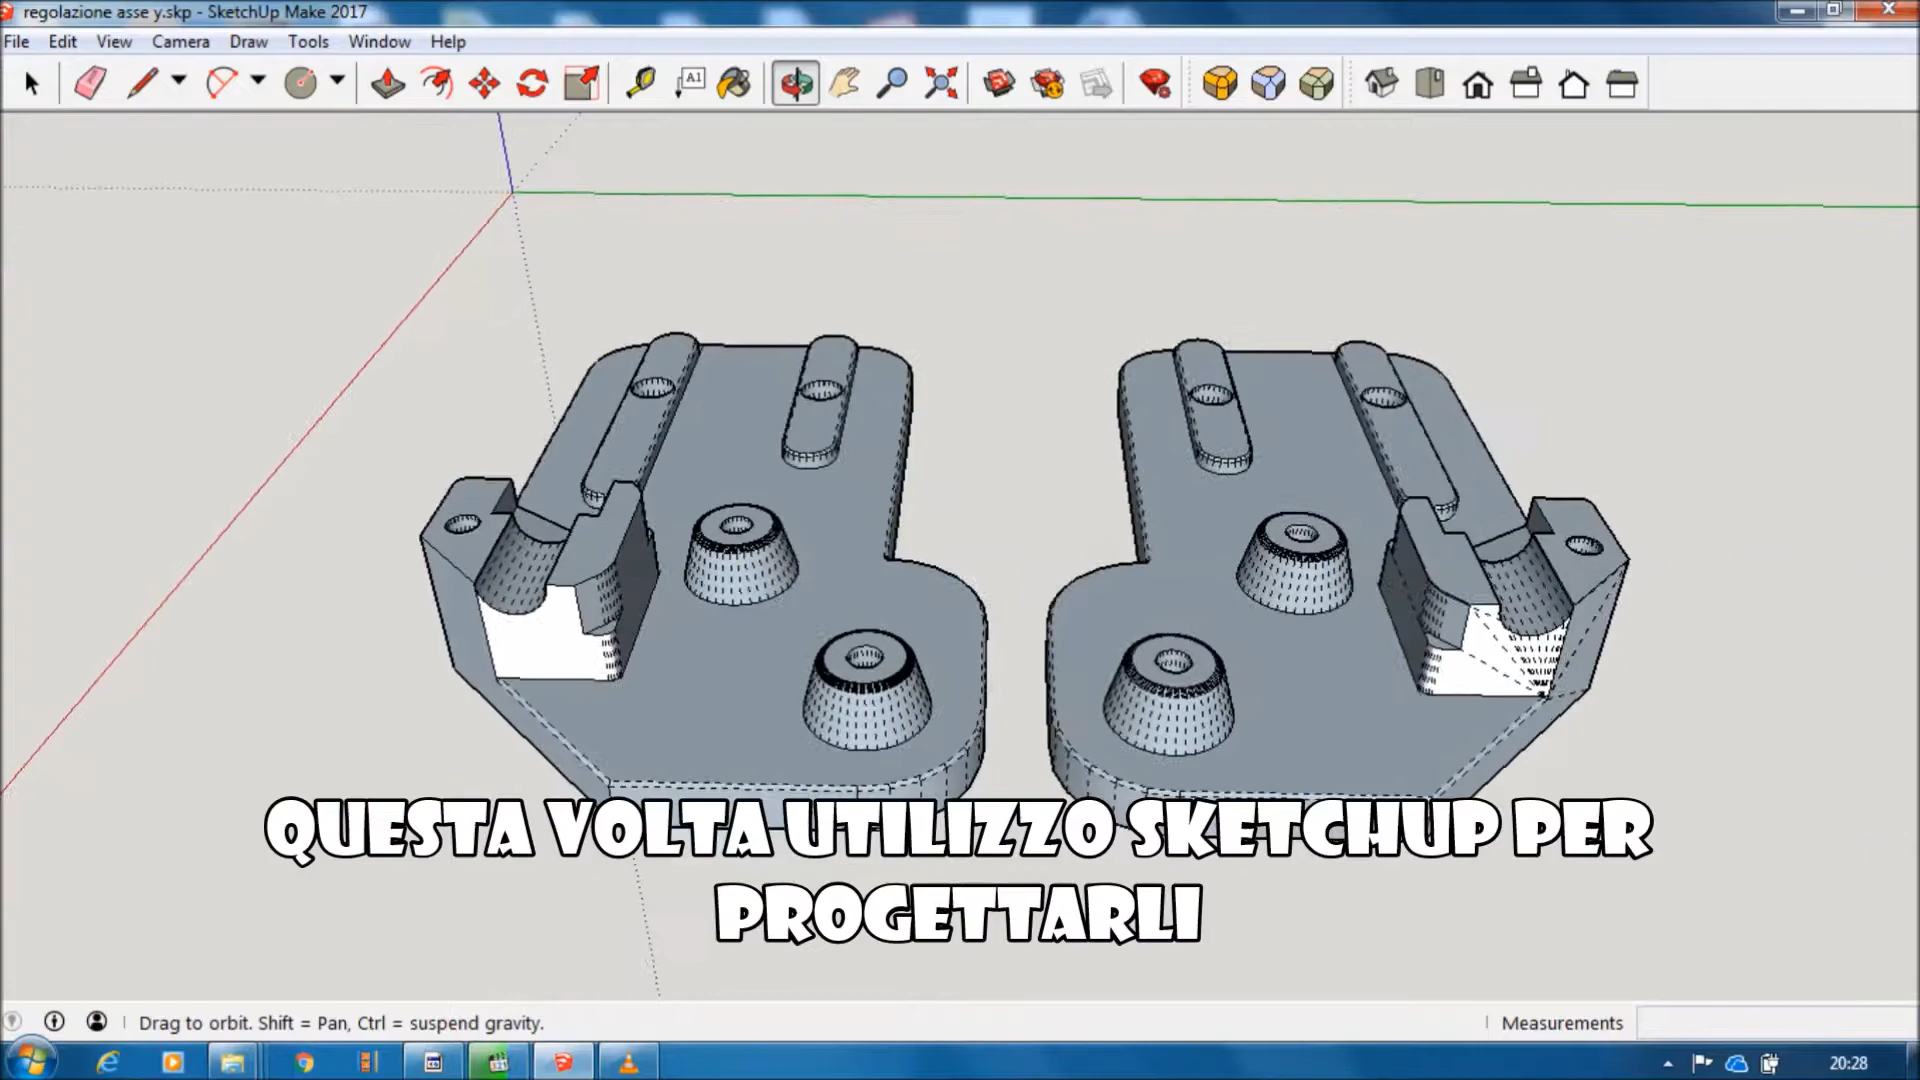 regolazione asse y.skp - SketchUp Make 2017
File Edit View Camera Draw Tools Window Help
A1
QUESTA VOLTA UTILIZZO SKETCHUP PER
PROGETTARLI
Drag to orbit. Shift = Pan, Ctrl = suspend gravity.
Measurements
20:28